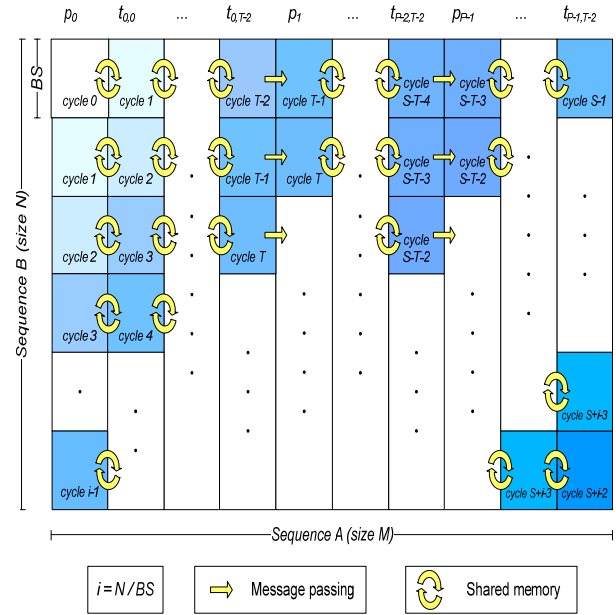 p0 t0,0 ... t0,T-2 p1 ... tP-2,T-2 pP-1 ... tP-1,T-2
BS
cycle 0 cycle 1 cycle T-2 cycle T-1 cycle S-T-4 cycle S-T-3 cycle S-1
cycle 1 cycle 2 cycle T-1 cycle T cycle S-T-3 cycle S-T-2
cycle 2 cycle 3 cycle T cycle S-T-2
cycle 3 cycle 4
cycle S+i-3
cycle i-1 cycle S+i-3 cycle S+i-2
Sequence B (size N)
Sequence A (size M)
i = N / BS Message passing Shared memory